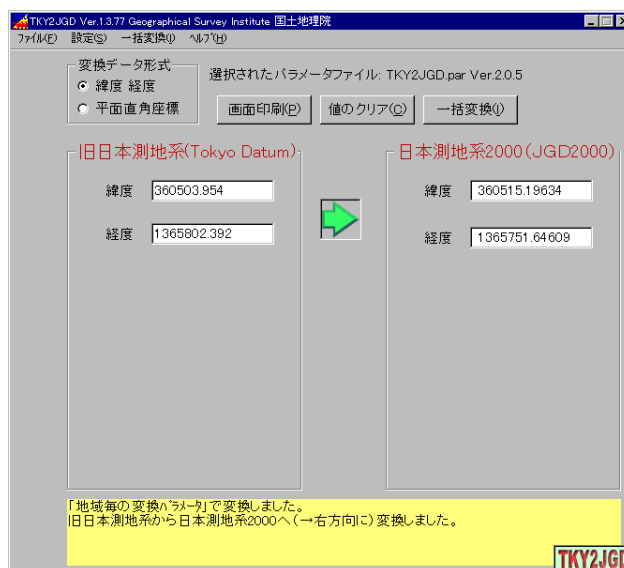 TKY2JGD Ver.1.3.77 Geographical Survey Institute 国土地理院
ﾌｧｲﾙ(F) 設定(S) 一括変換(I) ﾍﾙﾌﾟ(H)
変換データ形式
緯度 経度
平面直角座標
選択されたパラメータファイル: TKY2JGD.par Ver.2.0.5
画面印刷(P) 値のクリア(C) 一括変換(I)
旧日本測地系(Tokyo Datum)
緯度 360503.954
経度 1365802.392
日本測地系2000(JGD2000)
緯度 360515.19634
経度 1365751.64609
「地域毎の変換ﾊﾟﾗﾒｰﾀ」で変換しました。
旧日本測地系から日本測地系2000へ(→右方向に)変換しました。
TKY2JGD